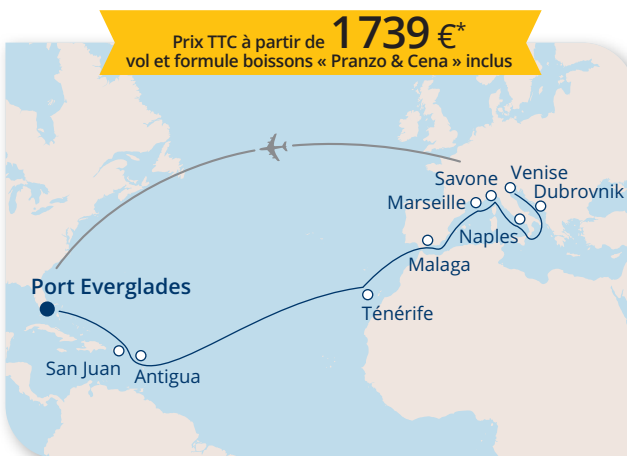 Prix TTC à partir de 1 739 €*
vol et formule boissons « Pranzo & Cena » inclus
Savone
Venise
Marseille
Dubrovnik
Naples
Malaga
Port Everglades
Ténérife
San Juan
Antigua